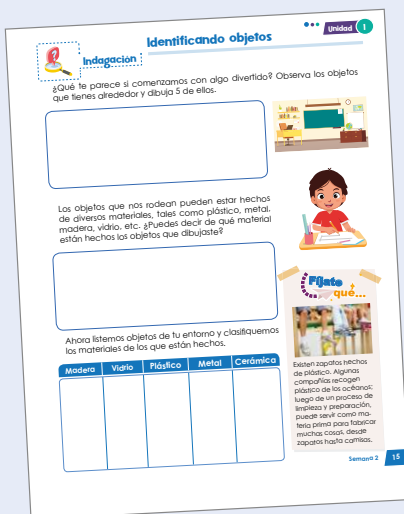 Unidad 1
Identificando objetos
Indagación
¿Qué te parece si comenzamos con algo divertido? Observa los objetos
que tienes alrededor y dibuja 5 de ellos.
Los objetos que nos rodean pueden estar hechos
de diversos materiales, tales como plástico, metal,
madera, vidrio, etc. ¿Puedes decir de qué material
están hechos los objetos que dibujaste?
Ahora listemos objetos de tu entorno y clasifiquemos
los materiales de los que están hechos.
Madera Vidrio Plástico Metal Cerámica
Fíjate
que...
Existen zapatos hechos
de plástico. Algunas
compañías recogen
plástico de los océanos;
luego de un proceso de
limpieza y preparación,
puede servir como ma-
teria prima para fabricar
muchas cosas, desde
zapatos hasta camisas.
Semana 2 15